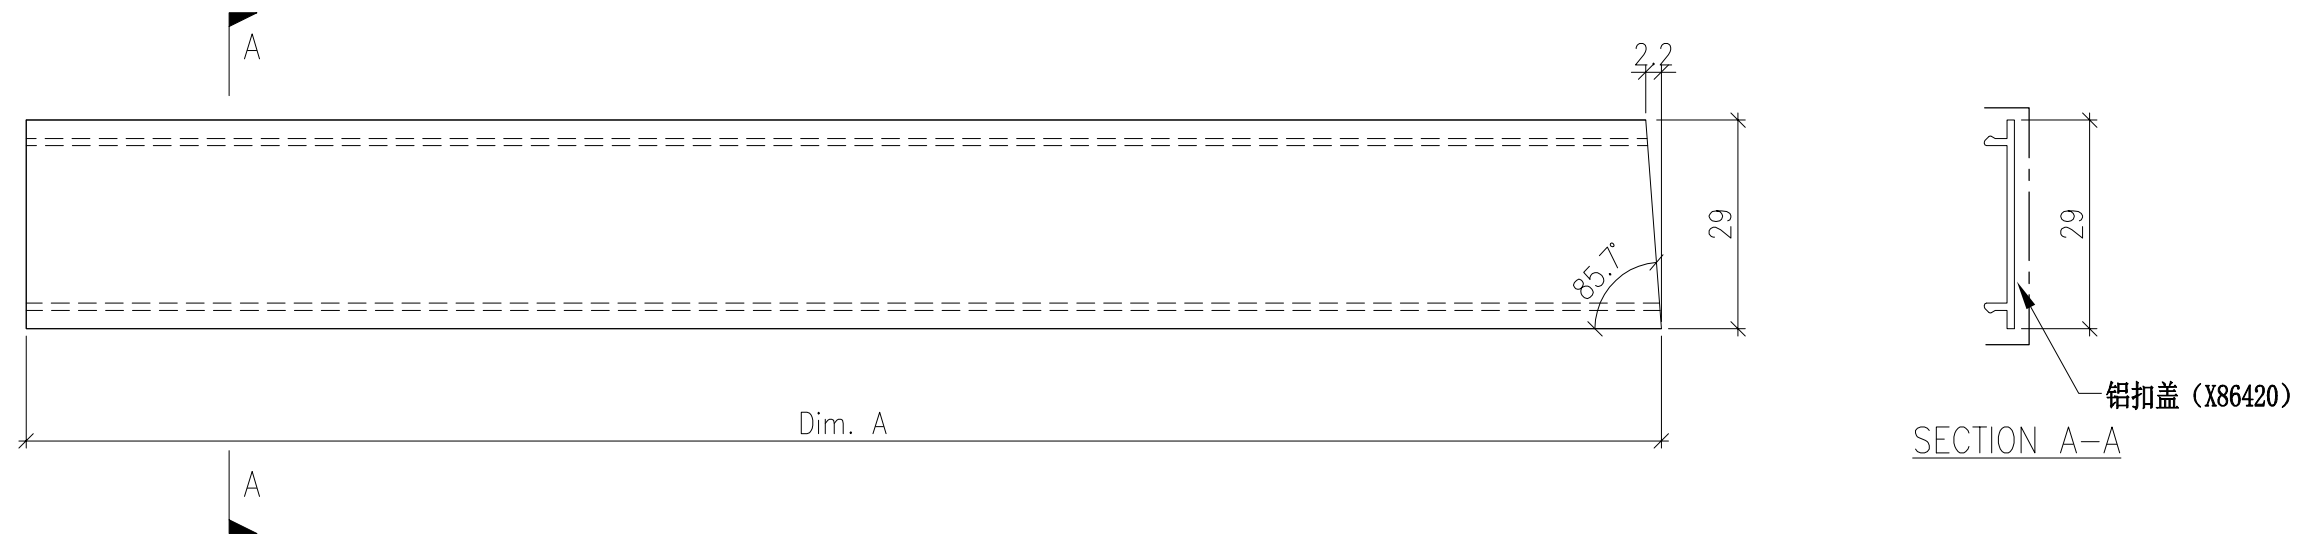 A
2.2
29
85.7°
Dim. A
A
29
铝扣盖（X86420）
SECTION A-A